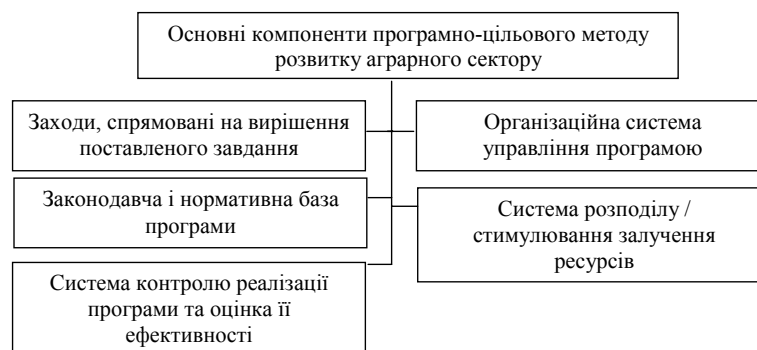 Основні компоненти програмно-цільового методу
розвитку аграрного сектору
Заходи, спрямовані на вирішення
поставленого завдання
Організаційна система
управління програмою
Законодавча і нормативна база
програми
Система розподілу /
стимулювання залучення
ресурсів
Система контролю реалізації
програми та оцінка її
ефективності